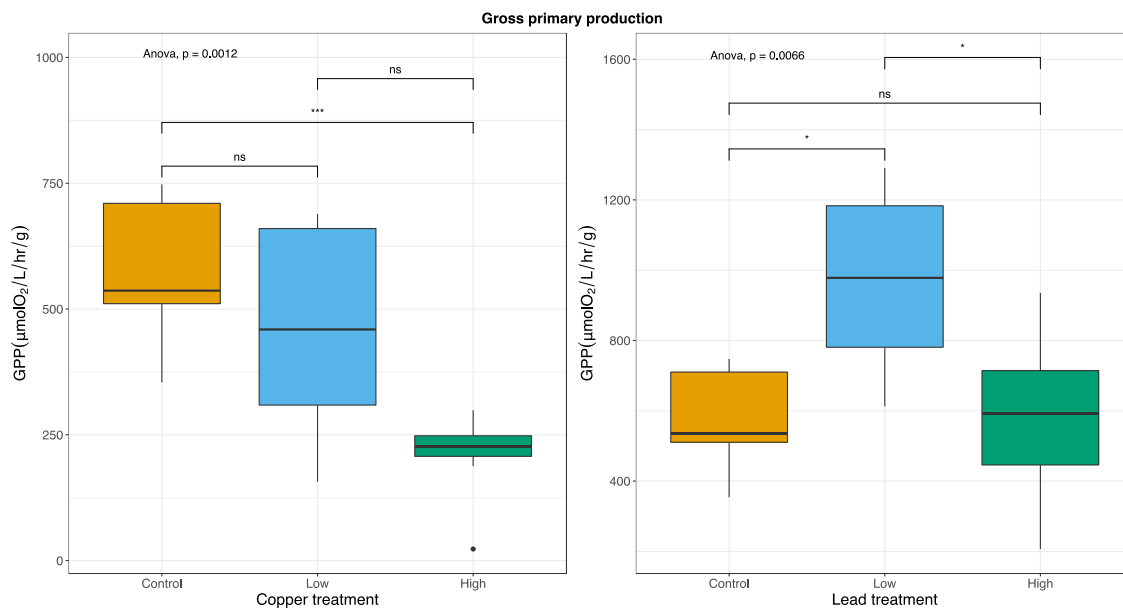 Gross primary production
Anova, p = 0.0012
ns
***
ns
1000
750
500
250
0
GPP(μmolO₂/L/hr/g)
Control
Low
High
Copper treatment
Anova, p = 0.0066
*
ns
*
1600
1200
800
400
GPP(μmolO₂/L/hr/g)
Control
Low
High
Lead treatment